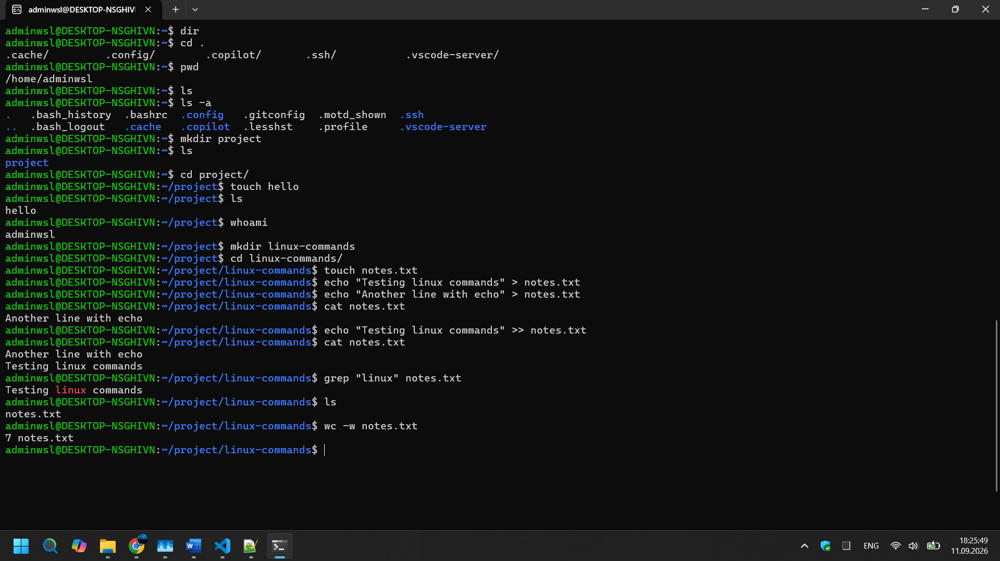 adminwsl@DESKTOP-NSGHIV
adminwsl@DESKTOP-NSGHIVN:~$ dir
adminwsl@DESKTOP-NSGHIVN:~$ cd .
.cache/         .config/        .copilot/       .ssh/           .vscode-server/
adminwsl@DESKTOP-NSGHIVN:~$ pwd
/home/adminwsl
adminwsl@DESKTOP-NSGHIVN:~$ ls
adminwsl@DESKTOP-NSGHIVN:~$ ls -a
.   .bash_history  .bashrc  .config   .gitconfig  .motd_shown  .ssh
..  .bash_logout   .cache   .copilot  .lesshst    .profile     .vscode-server
adminwsl@DESKTOP-NSGHIVN:~$ mkdir project
adminwsl@DESKTOP-NSGHIVN:~$ ls
project
adminwsl@DESKTOP-NSGHIVN:~$ cd project/
adminwsl@DESKTOP-NSGHIVN:~/project$ touch hello
adminwsl@DESKTOP-NSGHIVN:~/project$ ls
hello
adminwsl@DESKTOP-NSGHIVN:~/project$ whoami
adminwsl
adminwsl@DESKTOP-NSGHIVN:~/project$ mkdir linux-commands
adminwsl@DESKTOP-NSGHIVN:~/project$ cd linux-commands/
adminwsl@DESKTOP-NSGHIVN:~/project/linux-commands$ touch notes.txt
adminwsl@DESKTOP-NSGHIVN:~/project/linux-commands$ echo "Testing linux commands" > notes.txt
adminwsl@DESKTOP-NSGHIVN:~/project/linux-commands$ echo "Another line with echo" > notes.txt
adminwsl@DESKTOP-NSGHIVN:~/project/linux-commands$ cat notes.txt
Another line with echo
adminwsl@DESKTOP-NSGHIVN:~/project/linux-commands$ echo "Testing linux commands" >> notes.txt
adminwsl@DESKTOP-NSGHIVN:~/project/linux-commands$ cat notes.txt
Another line with echo
Testing linux commands
adminwsl@DESKTOP-NSGHIVN:~/project/linux-commands$ grep "linux" notes.txt
Testing linux commands
adminwsl@DESKTOP-NSGHIVN:~/project/linux-commands$ ls
notes.txt
adminwsl@DESKTOP-NSGHIVN:~/project/linux-commands$ wc -w notes.txt
7 notes.txt
adminwsl@DESKTOP-NSGHIVN:~/project/linux-commands$
ENG
18:25:49
11.09.2026